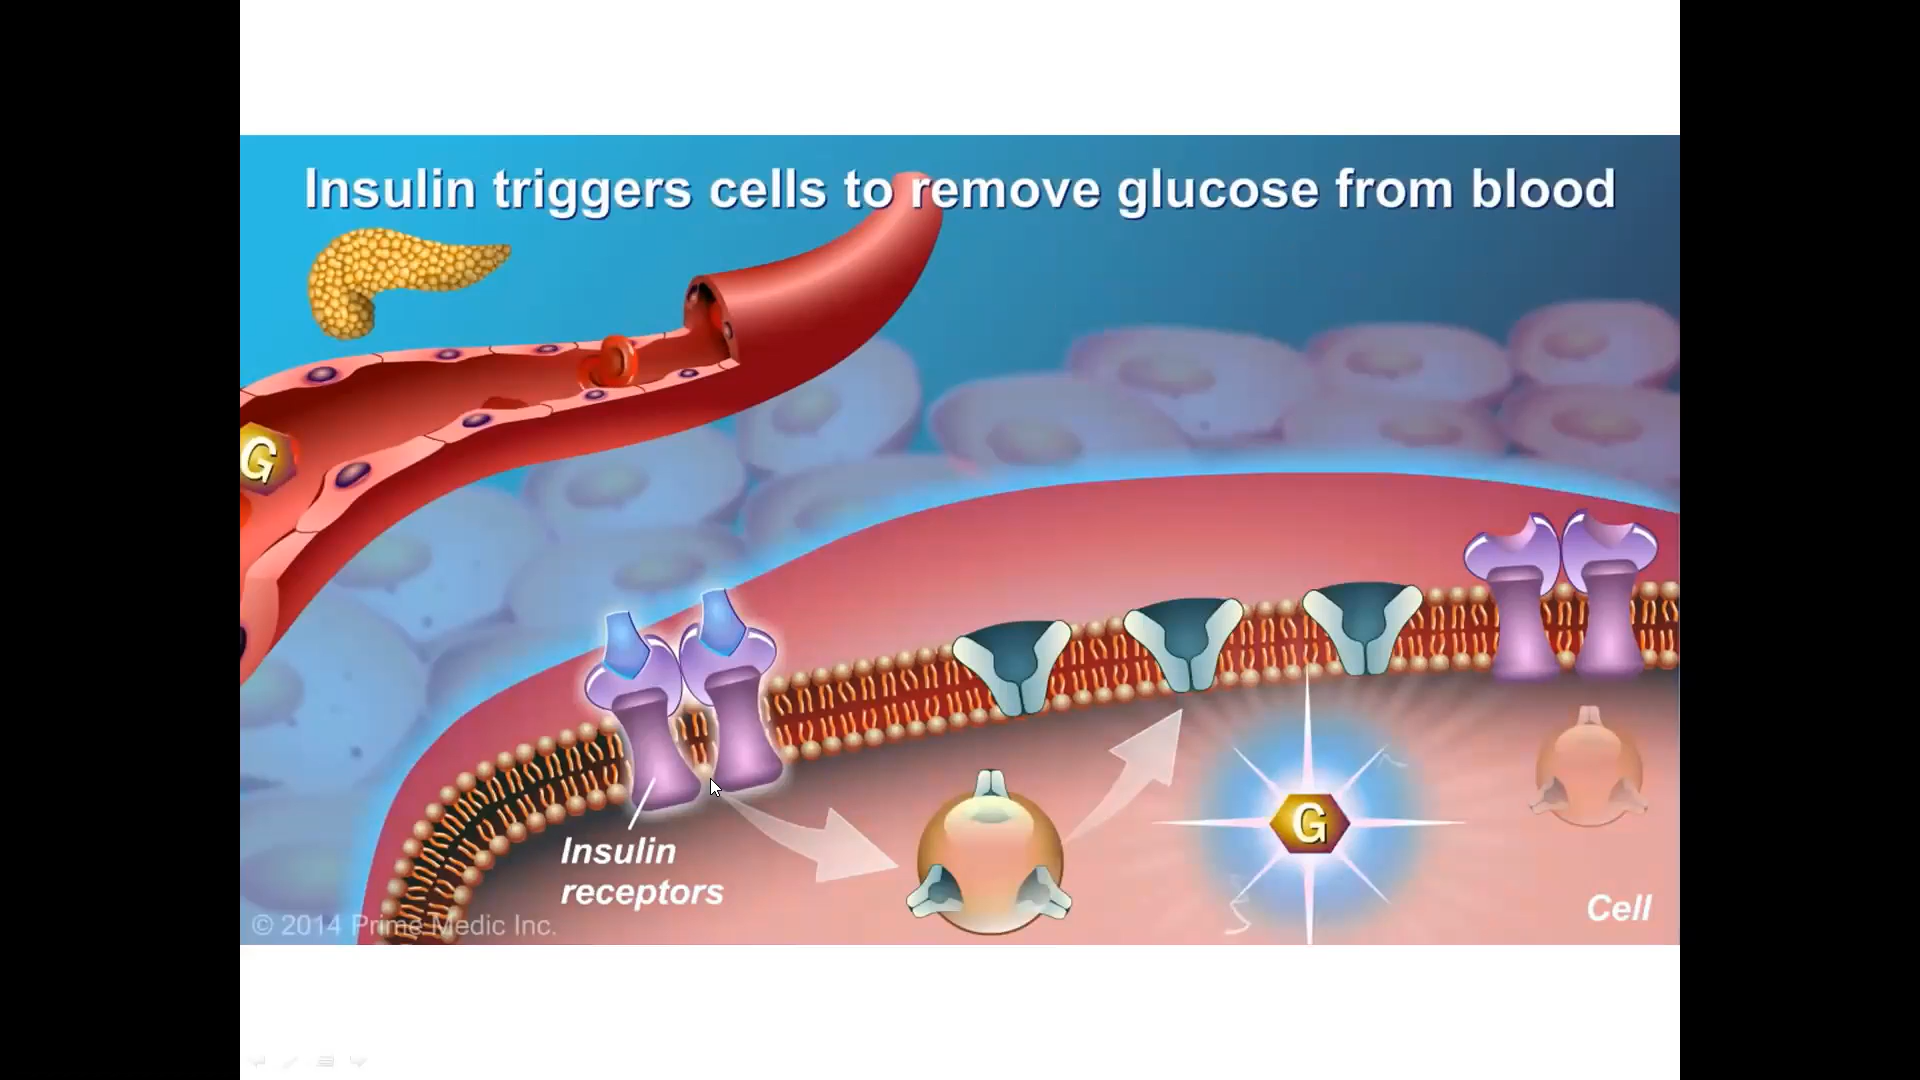 Insulin triggers cells to remove glucose from blood
G
G
Insulin
receptors
Cell
© 2014 Prime Medic Inc.